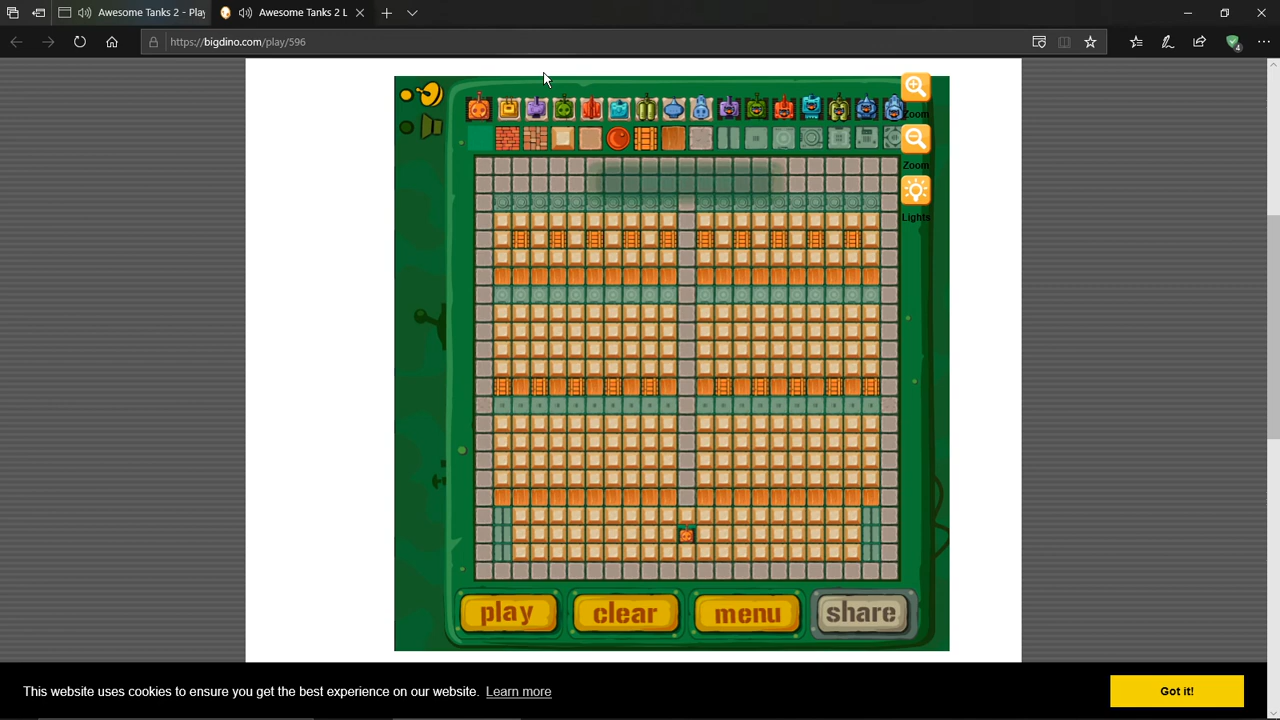 Awesome Tanks 2 - Play
Awesome Tanks 2 L
https://bigdino.com/play/596
4
Zoom
Zoom
Lights
play
clear
menu
share
This website uses cookies to ensure you get the best experience on our website. Learn more
Got it!